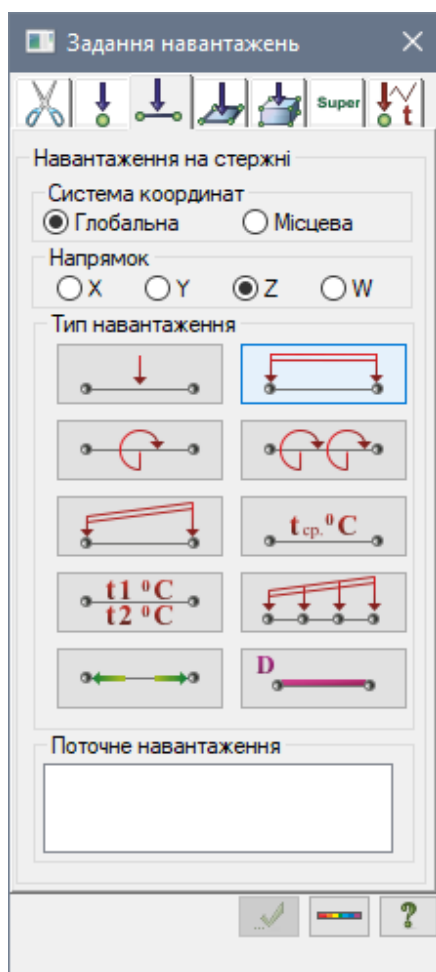 Задання навантажень
Super
t
Навантаження на стержні
Система координат
Глобальна Місцева
Напрямок
X Y Z W
Тип навантаження
t ср. ⁰C
t1 ⁰C
t2 ⁰C
D
Поточне навантаження
...
?